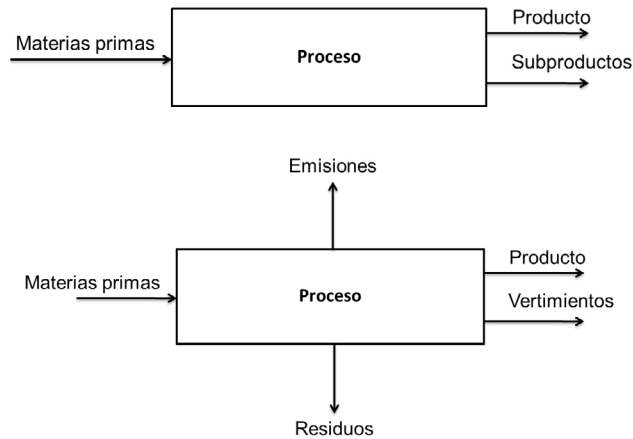 Producto
Materias primas
Proceso
Subproductos
Emisiones
Producto
Materias primas
Proceso
Vertimientos
Residuos